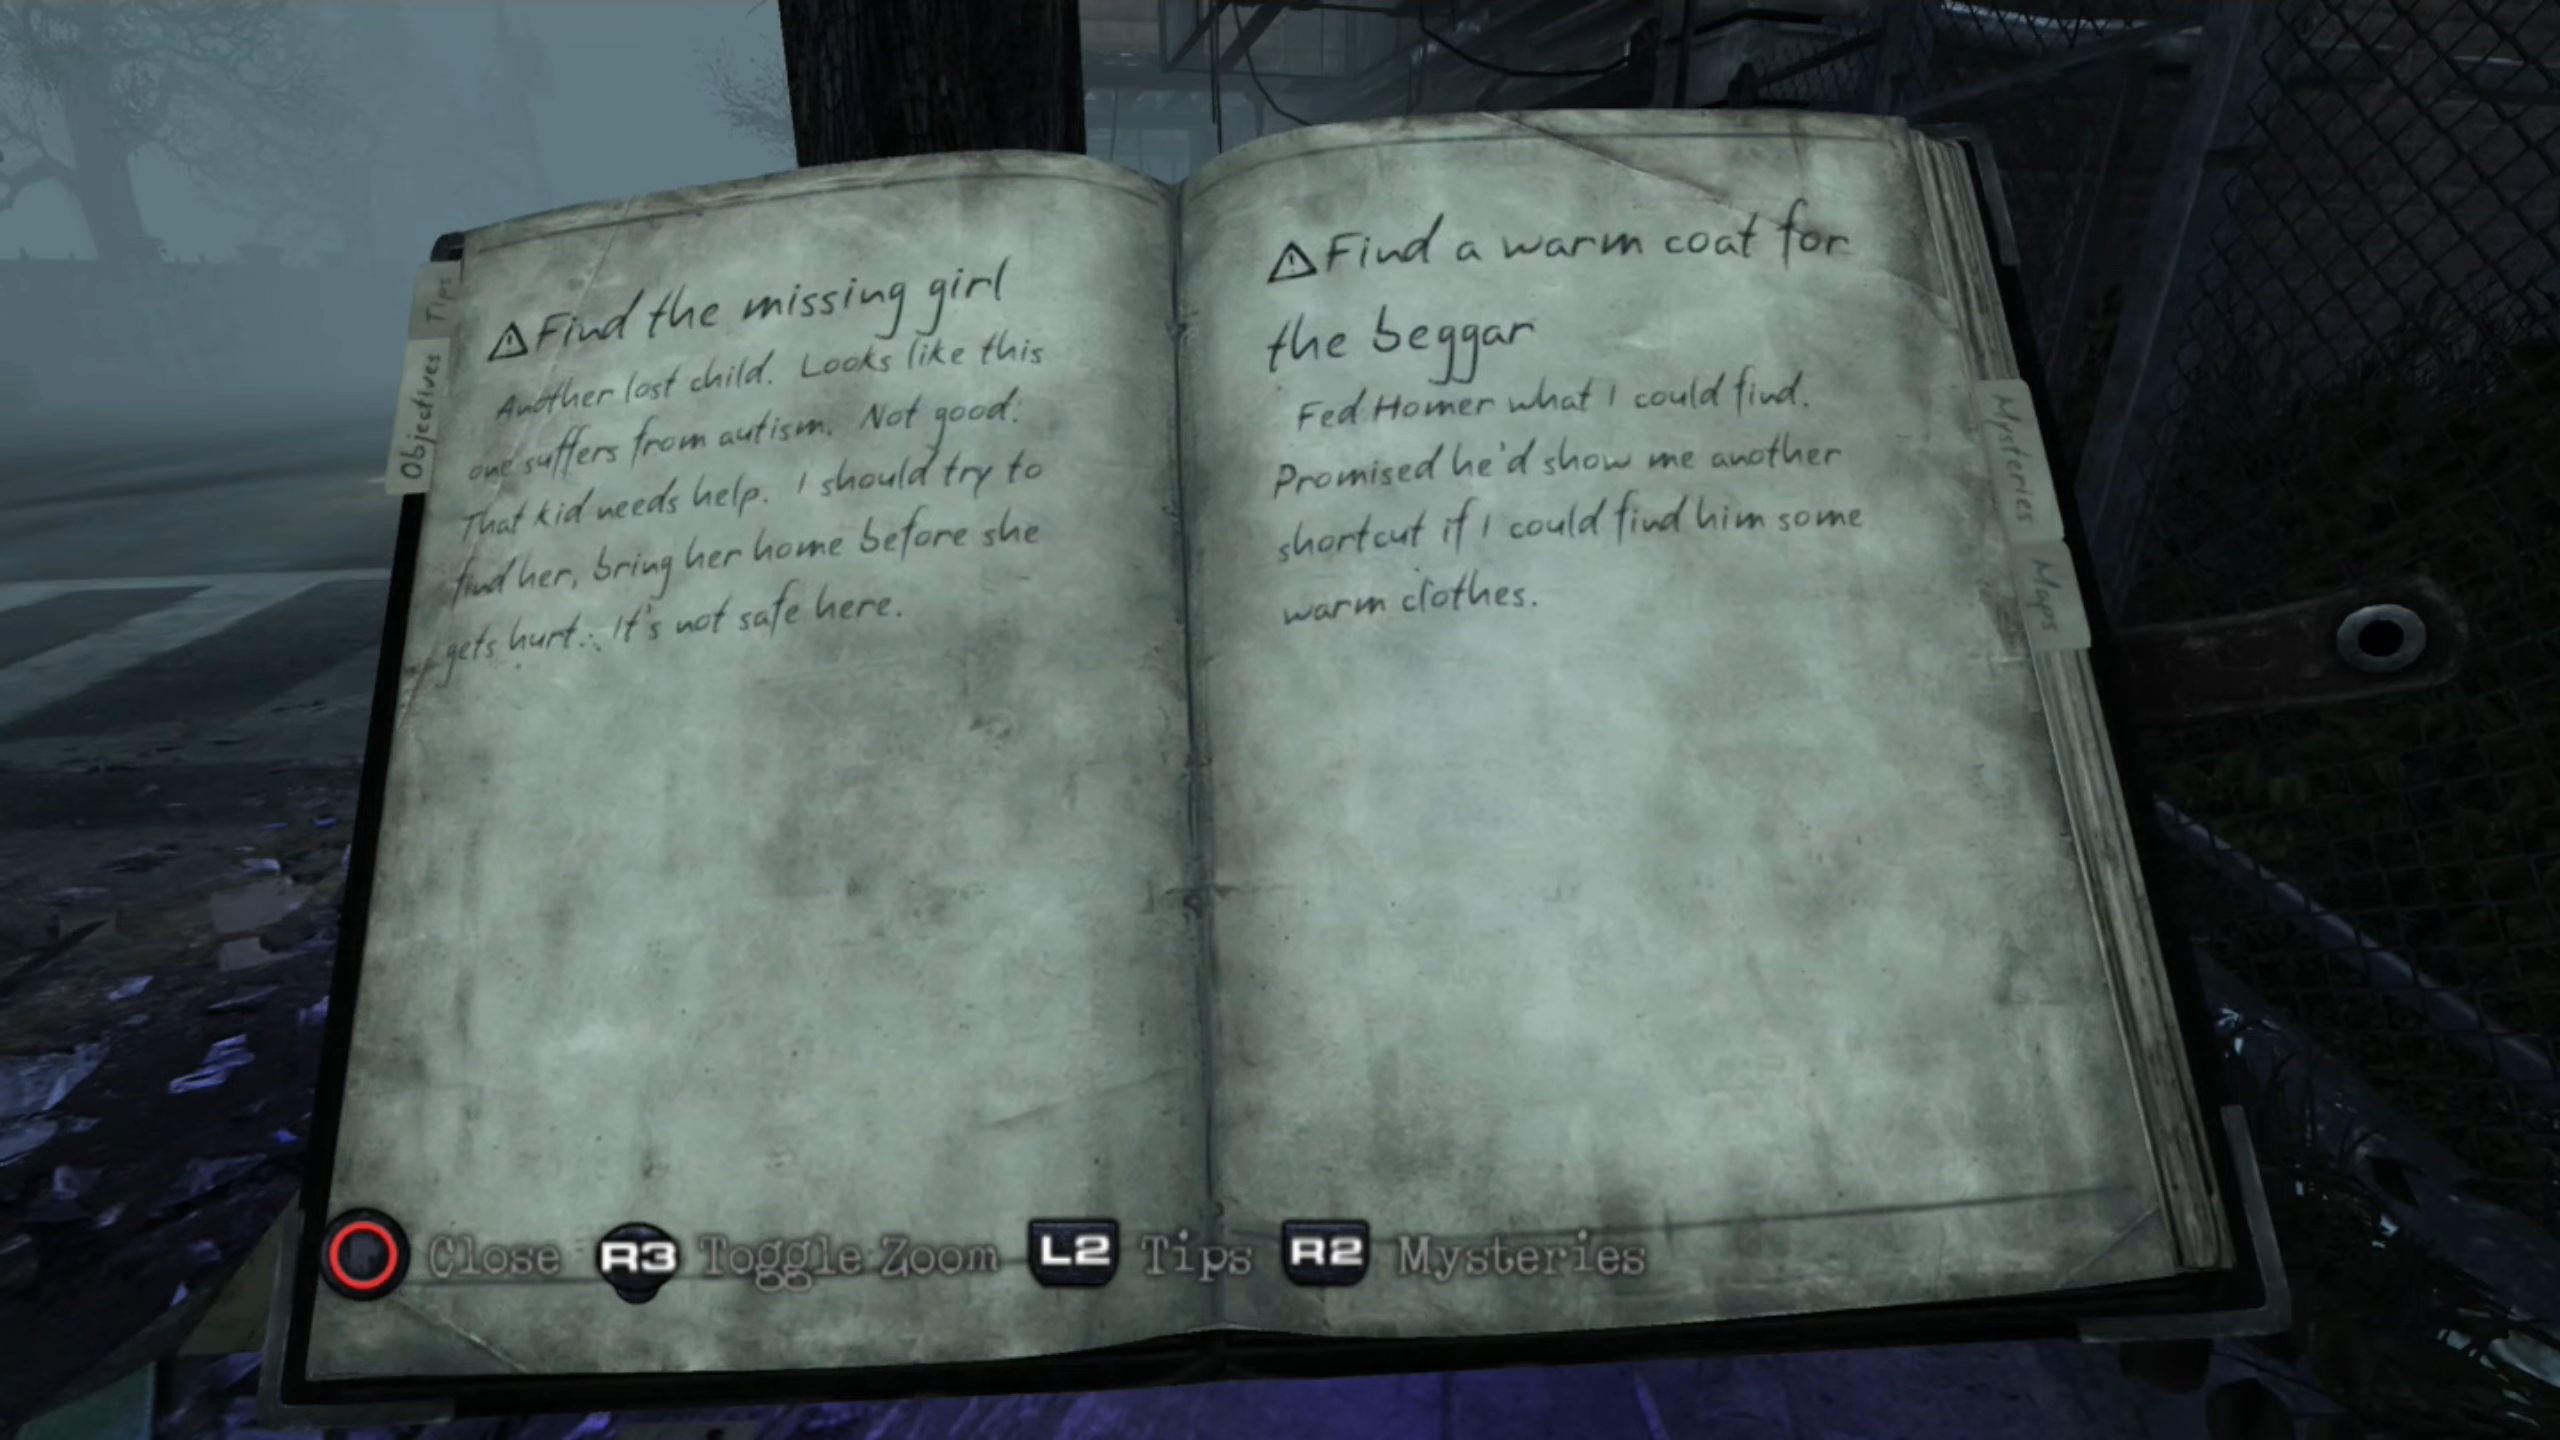 Tips
Objectives
Find the missing girl
Another lost child. Looks like this
one suffers from autism. Not good.
That kid needs help. I should try to
find her, bring her home before she
gets hurt. It's not safe here.
Find a warm coat for
the beggar
Fed Homer what I could find.
Promised he'd show me another
shortcut if I could find him some
warm clothes.
Mysteries
Maps
Close R3 Toggle Zoom L2 Tips R2 Mysteries